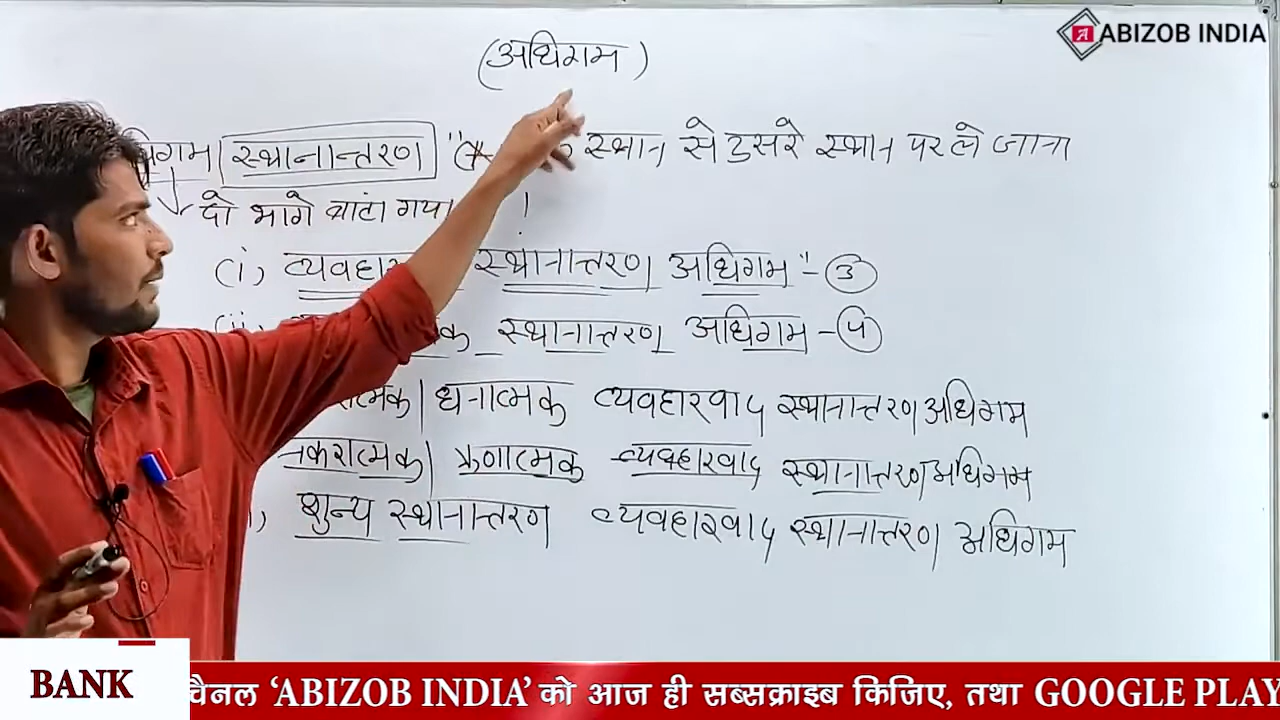 ABIZOB INDIA
(अधिगम)
स्थानान्तरण स्थान से दुसरे स्थान पर ले जाना
दो भागे बाटा गया ।
(i) स्थानात्तरण अधिगम" - ③
स्थानात्तरण अधिगम - ④
धनात्मक व्यवहारवाद स्थानात्तरण अधिगम
नकरात्मक | ऋणात्मक व्यवहारवाद स्थानात्तरण अधिगम
शुन्य स्थानात्तरण व्यवहारवाद स्थानात्तरण अधिगम
BANK
चैनल ‘ABIZOB INDIA’ को आज ही सब्सक्राइब किजिए, तथा GOOGLE PLAY